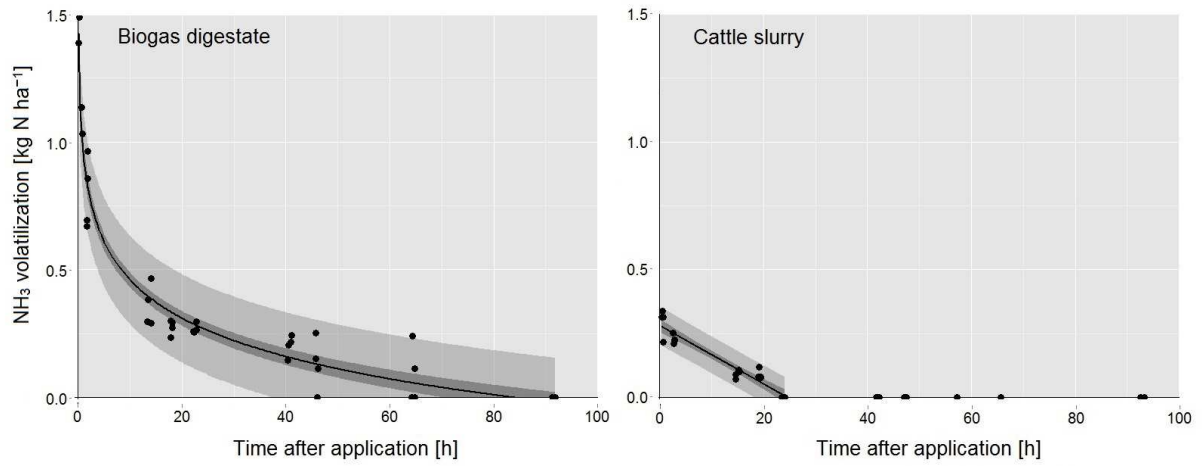 Biogas digestate
NH₃ volatilization [kg N ha⁻¹]
1.5
1.0
0.5
0.0
0 20 40 60 80 100
Time after application [h]
Cattle slurry
1.5
1.0
0.5
0.0
0 20 40 60 80 100
Time after application [h]